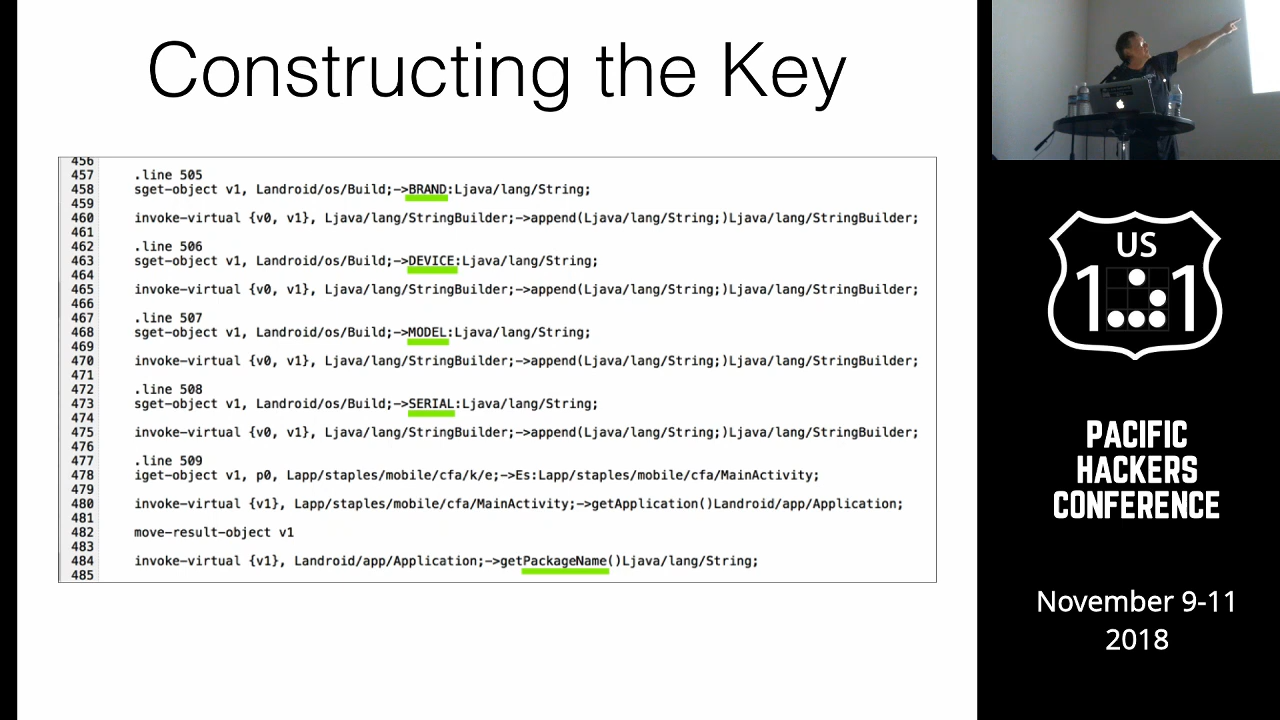 Constructing the Key
456
457 .line 505
458 sget-object v1, Landroid/os/Build;->BRAND:Ljava/lang/String;
459
460 invoke-virtual {v0, v1}, Ljava/lang/StringBuilder;->append(Ljava/lang/String;)Ljava/lang/StringBuilder;
461
462 .line 506
463 sget-object v1, Landroid/os/Build;->DEVICE:Ljava/lang/String;
464
465 invoke-virtual {v0, v1}, Ljava/lang/StringBuilder;->append(Ljava/lang/String;)Ljava/lang/StringBuilder;
466
467 .line 507
468 sget-object v1, Landroid/os/Build;->MODEL:Ljava/lang/String;
469
470 invoke-virtual {v0, v1}, Ljava/lang/StringBuilder;->append(Ljava/lang/String;)Ljava/lang/StringBuilder;
471
472 .line 508
473 sget-object v1, Landroid/os/Build;->SERIAL:Ljava/lang/String;
474
475 invoke-virtual {v0, v1}, Ljava/lang/StringBuilder;->append(Ljava/lang/String;)Ljava/lang/StringBuilder;
476
477 .line 509
478 iget-object v1, p0, Lapp/staples/mobile/cfa/k/e;->Es:Lapp/staples/mobile/cfa/MainActivity;
479
480 invoke-virtual {v1}, Lapp/staples/mobile/cfa/MainActivity;->getApplication()Landroid/app/Application;
481
482 move-result-object v1
483
484 invoke-virtual {v1}, Landroid/app/Application;->getPackageName()Ljava/lang/String;
485
US
1 1
PACIFIC
HACKERS
CONFERENCE
November 9-11
2018